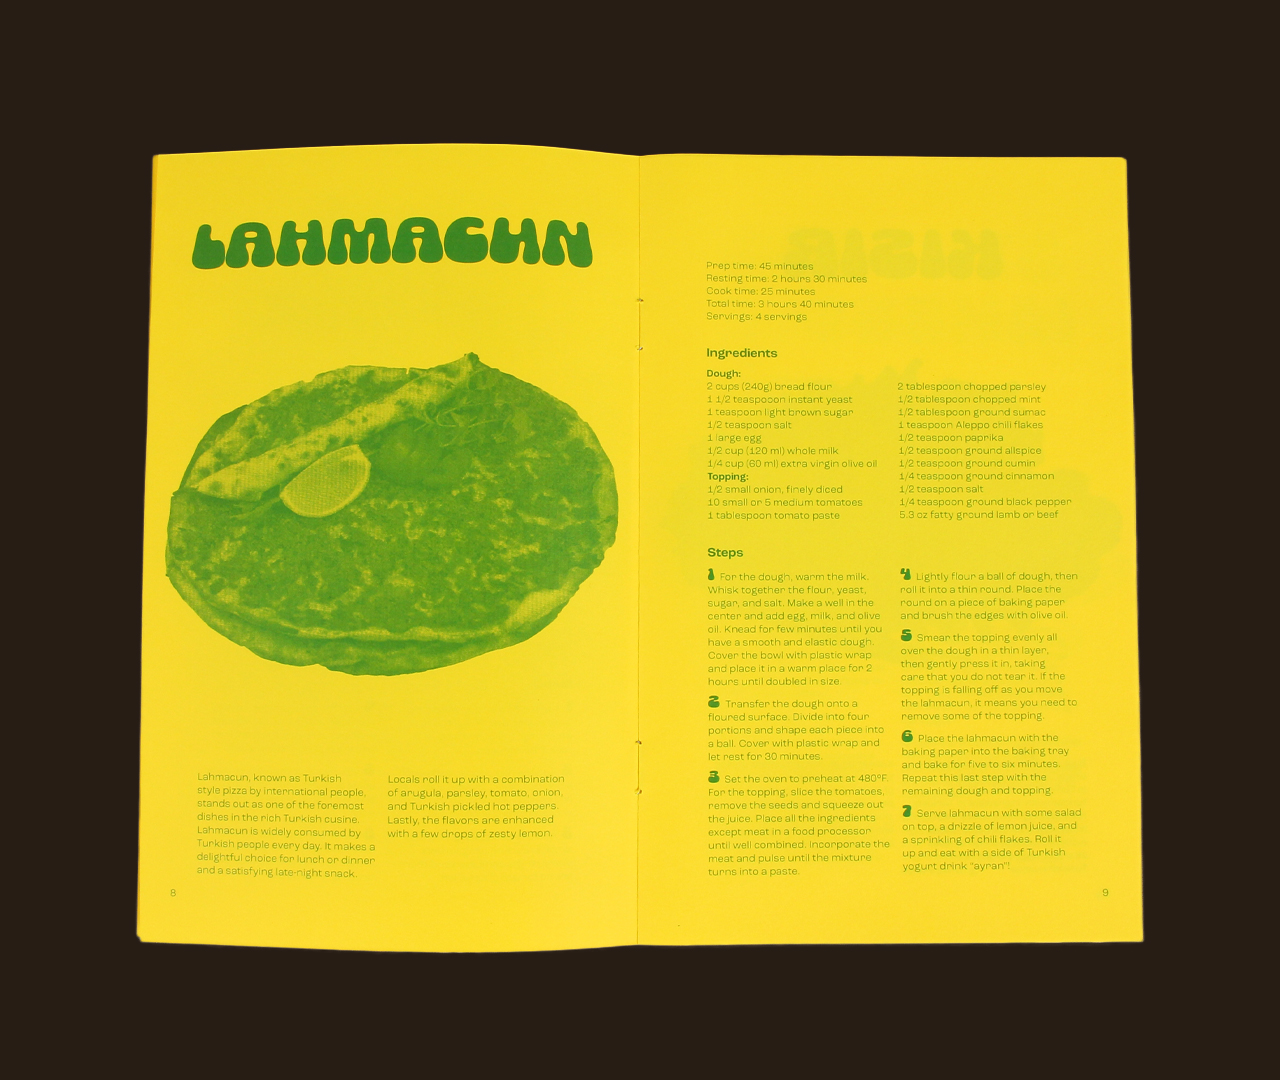 LAHMACUN
Lahmacun, known as Turkish
style pizza by international people,
stands out as one of the foremost
dishes in the rich Turkish cusine.
Lahmacun is widely consumed by
Turkish people every day. It makes a
delightful choice for lunch or dinner
and a satisfying late-night snack.
Locals roll it up with a combination
of arugula, parsley, tomato, onion,
and Turkish pickled hot peppers.
Lastly, the flavors are enhanced
with a few drops of zesty lemon.
8
Prep time: 45 minutes
Resting time: 2 hours 30 minutes
Cook time: 25 minutes
Total time: 3 hours 40 minutes
Servings: 4 servings
Ingredients
Dough:
2 cups (240g) bread flour
1 1/2 teaspooon instant yeast
1 teaspoon light brown sugar
1/2 teaspoon salt
1 large egg
1/2 cup (120 ml) whole milk
1/4 cup (60 ml) extra virgin olive oil
Topping:
1/2 small onion, finely diced
10 small or 5 medium tomatoes
1 tablespoon tomato paste
2 tablespoon chopped parsley
1/2 tablespoon chopped mint
1/2 tablespoon ground sumac
1 teaspoon Aleppo chili flakes
1/2 teaspoon paprika
1/2 teaspoon ground allspice
1/2 teaspoon ground cumin
1/4 teaspoon ground cinnamon
1/2 teaspoon salt
1/4 teaspoon ground black pepper
5.3 oz fatty ground lamb or beef
Steps
1 For the dough, warm the milk.
Whisk together the flour, yeast,
sugar, and salt. Make a well in the
center and add egg, milk, and olive
oil. Knead for few minutes until you
have a smooth and elastic dough.
Cover the bowl with plastic wrap
and place it in a warm place for 2
hours until doubled in size.
2 Transfer the dough onto a
floured surface. Divide into four
portions and shape each piece into
a ball. Cover with plastic wrap and
let rest for 30 minutes.
3 Set the oven to preheat at 480°F.
For the topping, slice the tomatoes,
remove the seeds and squeeze out
the juice. Place all the ingredients
except meat in a food processor
until well combined. Incorporate the
meat and pulse until the mixture
turns into a paste.
4 Lightly flour a ball of dough, then
roll it into a thin round. Place the
round on a piece of baking paper
and brush the edges with olive oil.
5 Smear the topping evenly all
over the dough in a thin layer,
then gently press it in, taking
care that you do not tear it. If the
topping is falling off as you move
the lahmacun, it means you need to
remove some of the topping.
6 Place the lahmacun with the
baking paper into the baking tray
and bake for five to six minutes.
Repeat this last step with the
remaining dough and topping.
7 Serve lahmacun with some salad
on top, a drizzle of lemon juice, and
a sprinkling of chili flakes. Roll it
up and eat with a side of Turkish
yogurt drink "ayran"!
9